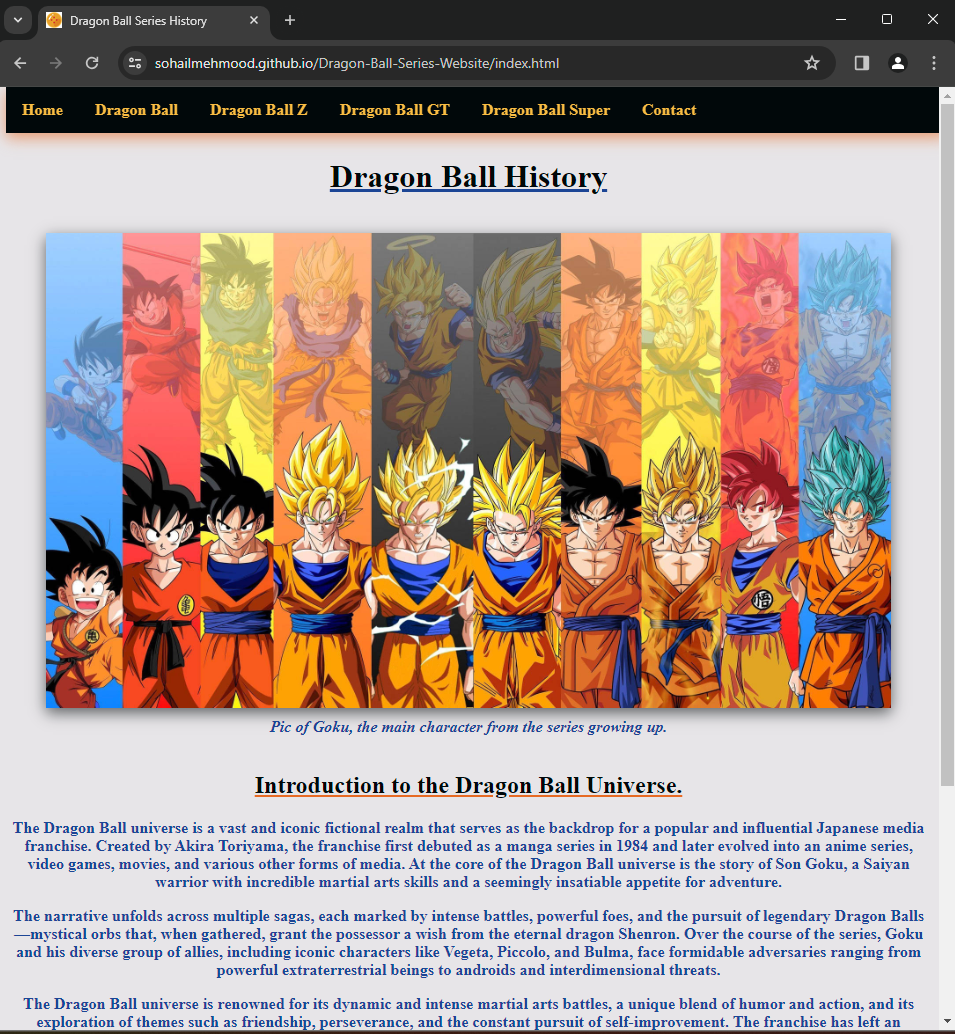 Dragon Ball Series History
sohailmehmood.github.io/Dragon-Ball-Series-Website/index.html
Home Dragon Ball Dragon Ball Z Dragon Ball GT Dragon Ball Super Contact
Dragon Ball History
亀
悟
Pic of Goku, the main character from the series growing up.
Introduction to the Dragon Ball Universe.
The Dragon Ball universe is a vast and iconic fictional realm that serves as the backdrop for a popular and influential Japanese media
franchise. Created by Akira Toriyama, the franchise first debuted as a manga series in 1984 and later evolved into an anime series,
video games, movies, and various other forms of media. At the core of the Dragon Ball universe is the story of Son Goku, a Saiyan
warrior with incredible martial arts skills and a seemingly insatiable appetite for adventure.
The narrative unfolds across multiple sagas, each marked by intense battles, powerful foes, and the pursuit of legendary Dragon Balls
—mystical orbs that, when gathered, grant the possessor a wish from the eternal dragon Shenron. Over the course of the series, Goku
and his diverse group of allies, including iconic characters like Vegeta, Piccolo, and Bulma, face formidable adversaries ranging from
powerful extraterrestrial beings to androids and interdimensional threats.
The Dragon Ball universe is renowned for its dynamic and intense martial arts battles, a unique blend of humor and action, and its
exploration of themes such as friendship, perseverance, and the constant pursuit of self-improvement. The franchise has left an